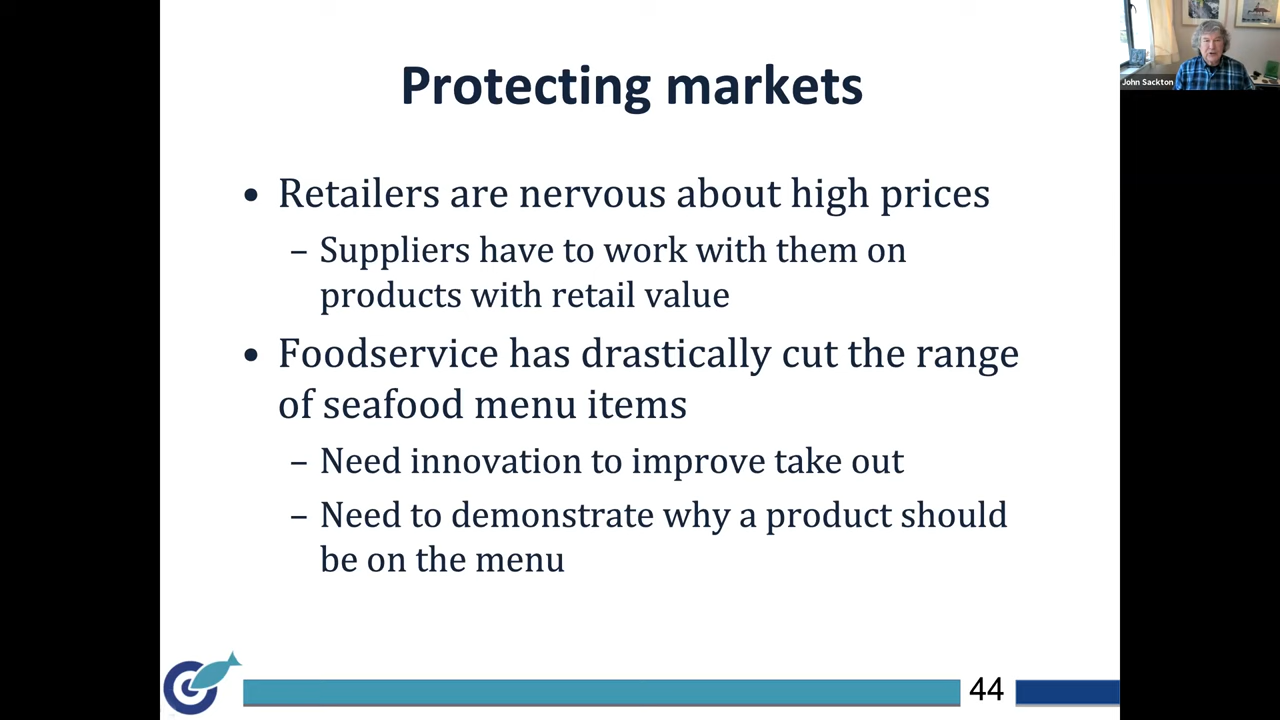 Protecting markets
John Sackton
• Retailers are nervous about high prices
– Suppliers have to work with them on
products with retail value
• Foodservice has drastically cut the range
of seafood menu items
– Need innovation to improve take out
– Need to demonstrate why a product should
be on the menu
44